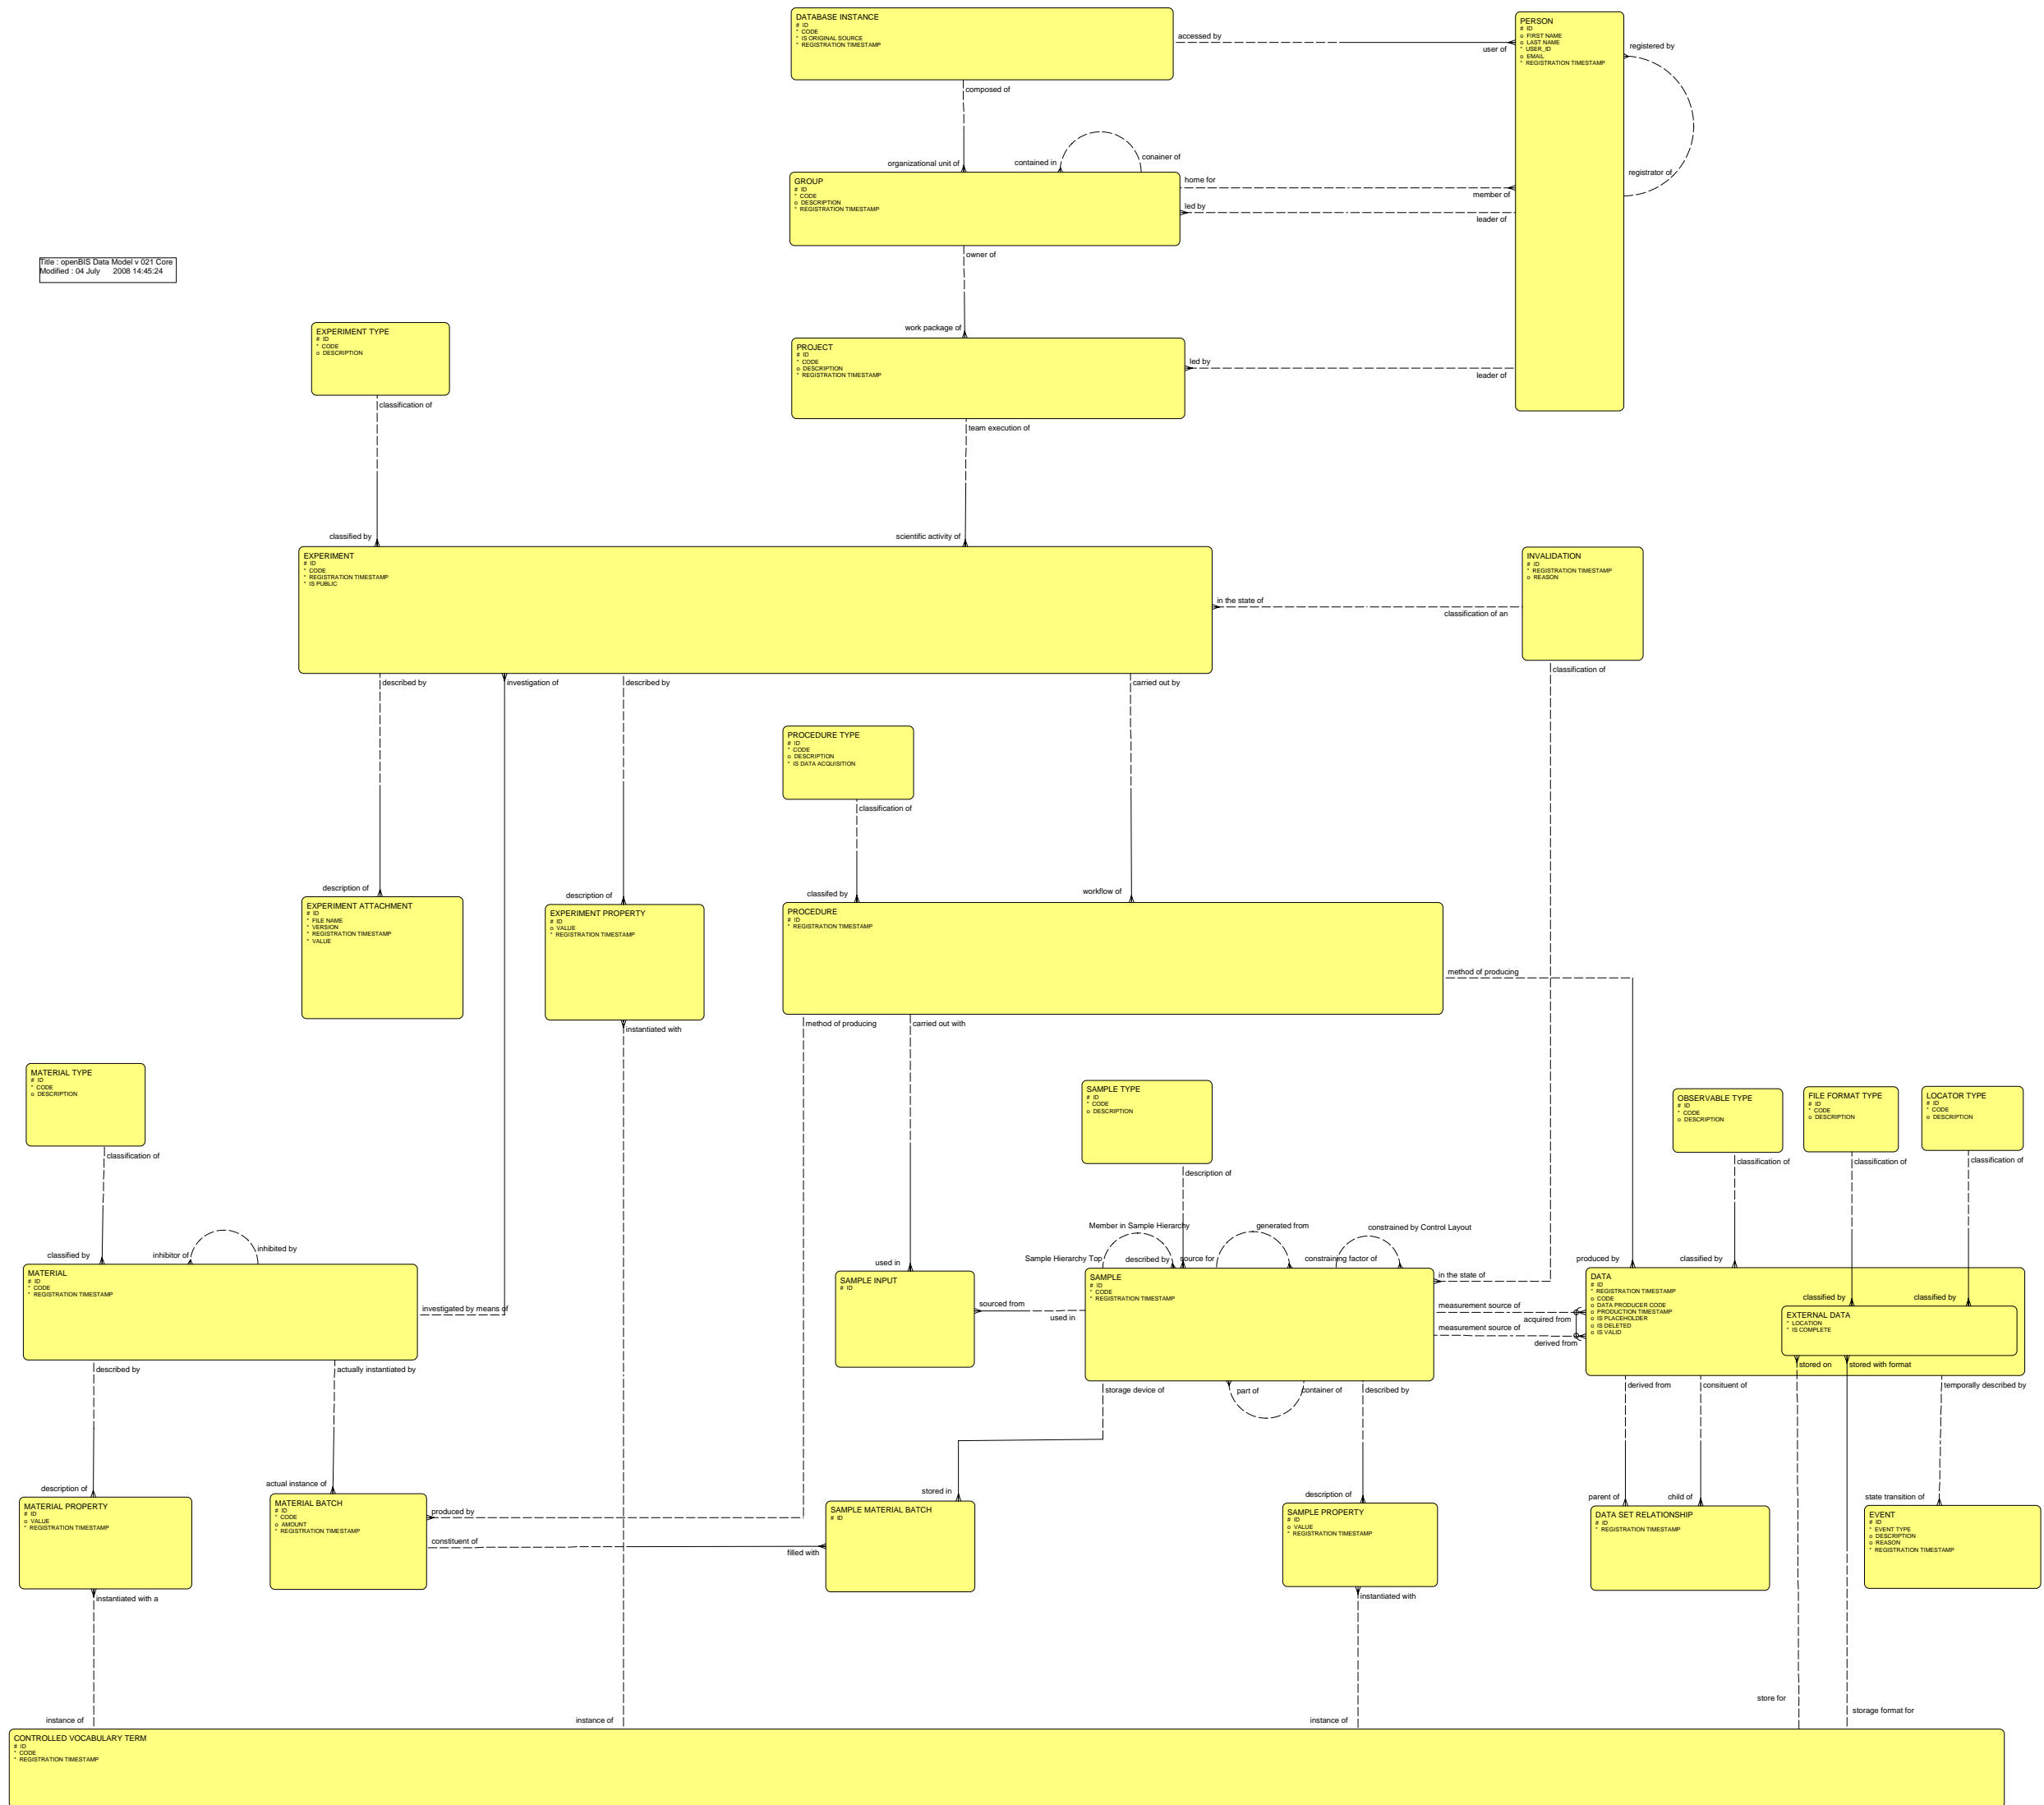 DATABASE INSTANCE
# ID
* CODE
* IS ORIGINAL SOURCE
* REGISTRATION TIMESTAMP
accessed by
user of
PERSON
# ID
o FIRST NAME
o LAST NAME
* USER_ID
o EMAIL
* REGISTRATION TIMESTAMP
registered by
registrator of
composed of
organizational unit of
contained in
conainer of
GROUP
# ID
* CODE
o DESCRIPTION
* REGISTRATION TIMESTAMP
home for
member of
led by
leader of
owner of
Title : openBIS Data Model v 021 Core
Modified : 04 July 2008 14:45:24
work package of
PROJECT
# ID
* CODE
o DESCRIPTION
* REGISTRATION TIMESTAMP
led by
leader of
team execution of
EXPERIMENT TYPE
# ID
* CODE
o DESCRIPTION
classification of
classified by
scientific activity of
EXPERIMENT
# ID
* CODE
* REGISTRATION TIMESTAMP
* IS PUBLIC
in the state of
classification of an
INVALIDATION
# ID
* REGISTRATION TIMESTAMP
o REASON
classification of
described by
investigation of
described by
carried out by
PROCEDURE TYPE
# ID
* CODE
o DESCRIPTION
* IS DATA ACQUISITION
classification of
description of
description of
classifed by
workflow of
EXPERIMENT ATTACHMENT
# ID
* FILE NAME
* VERSION
* REGISTRATION TIMESTAMP
* VALUE
EXPERIMENT PROPERTY
# ID
o VALUE
* REGISTRATION TIMESTAMP
instantiated with
PROCEDURE
# ID
* REGISTRATION TIMESTAMP
method of producing
method of producing
carried out with
MATERIAL TYPE
# ID
* CODE
o DESCRIPTION
classification of
SAMPLE TYPE
# ID
* CODE
o DESCRIPTION
description of
OBSERVABLE TYPE
# ID
* CODE
o DESCRIPTION
classification of
FILE FORMAT TYPE
# ID
* CODE
o DESCRIPTION
classification of
LOCATOR TYPE
# ID
* CODE
o DESCRIPTION
classification of
classified by
inhibitor of
inhibited by
MATERIAL
# ID
* CODE
* REGISTRATION TIMESTAMP
investigated by means of
described by
actually instantiated by
used in
SAMPLE INPUT
# ID
sourced from
used in
Member in Sample Hierarchy
Sample Hierarchy Top
described by
source for
generated from
constraining factor of
constrained by Control Layout
SAMPLE
# ID
* CODE
* REGISTRATION TIMESTAMP
in the state of
measurement source of
acquired from
measurement source of
derived from
storage device of
part of
container of
described by
produced by
classified by
DATA
# ID
* REGISTRATION TIMESTAMP
o CODE
o DATA PRODUCER CODE
o PRODUCTION TIMESTAMP
o IS PLACEHOLDER
o IS DELETED
o IS VALID
classified by
classified by
EXTERNAL DATA
* LOCATION
* IS COMPLETE
stored on
stored with format
derived from
consituent of
temporally described by
description of
MATERIAL PROPERTY
# ID
o VALUE
* REGISTRATION TIMESTAMP
instantiated with a
actual instance of
MATERIAL BATCH
# ID
* CODE
o AMOUNT
* REGISTRATION TIMESTAMP
produced by
constituent of
filled with
stored in
SAMPLE MATERIAL BATCH
# ID
description of
SAMPLE PROPERTY
# ID
o VALUE
* REGISTRATION TIMESTAMP
instantiated with
parent of
child of
DATA SET RELATIONSHIP
# ID
* REGISTRATION TIMESTAMP
state transition of
EVENT
# ID
* EVENT TYPE
o DESCRIPTION
o REASON
* REGISTRATION TIMESTAMP
store for
storage format for
instance of
instance of
instance of
CONTROLLED VOCABULARY TERM
# ID
* CODE
* REGISTRATION TIMESTAMP